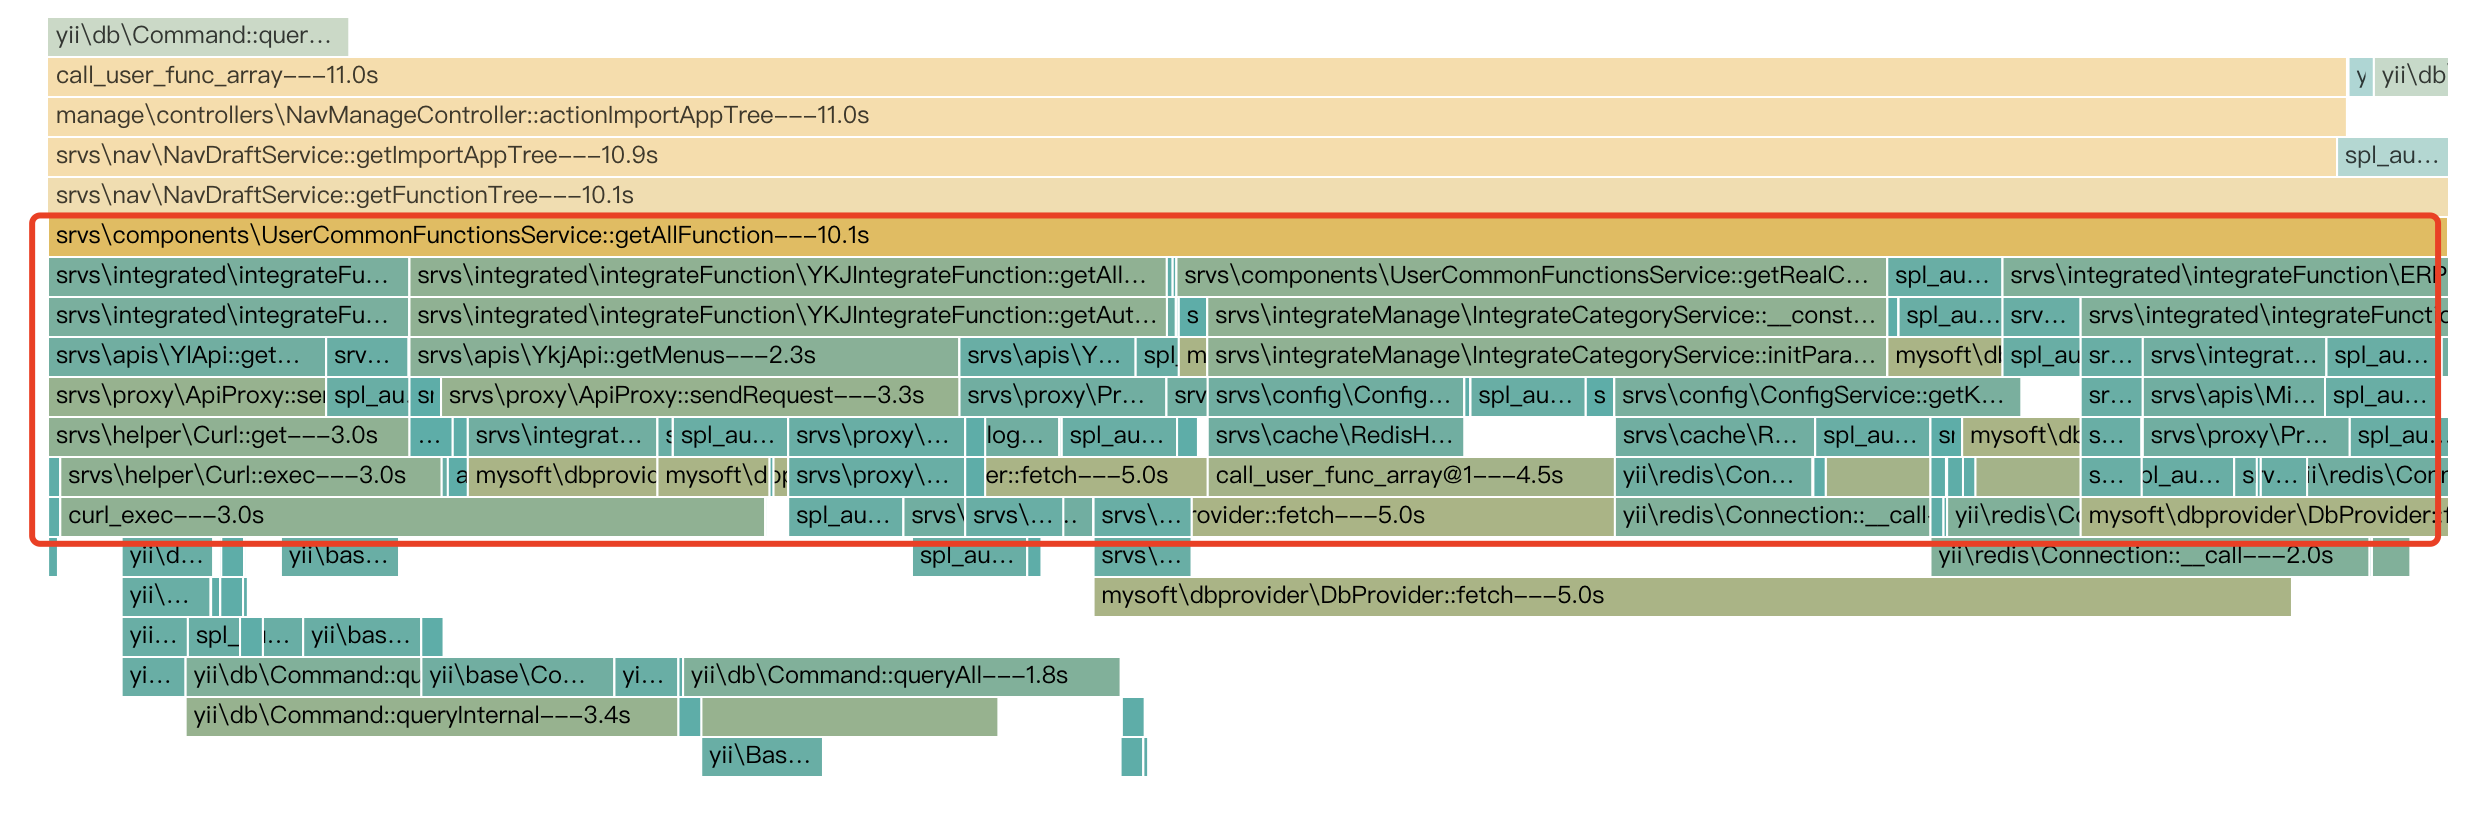 yii\db\Command::quer...
call_user_func_array---11.0s y yii\db
manage\controllers\NavManageController::actionImportAppTree---11.0s
srvs\nav\NavDraftService::getImportAppTree---10.9s spl_au...
srvs\nav\NavDraftService::getFunctionTree---10.1s
srvs\components\UserCommonFunctionsService::getAllFunction---10.1s
srvs\integrated\integrateFu... srvs\integrated\integrateFunction\YKJIntegrateFunction::getAll... srvs\components\UserCommonFunctionsService::getRealC... spl_au... srvs\integrated\integrateFunction\ERP
srvs\integrated\integrateFu... srvs\integrated\integrateFunction\YKJIntegrateFunction::getAut... s srvs\integrateManage\IntegrateCategoryService::__const... spl_au... srv... srvs\integrated\integrateFunct
srvs\apis\YlApi::get... srv... srvs\apis\YkjApi::getMenus---2.3s srvs\apis\Y... spl m srvs\integrateManage\IntegrateCategoryService::initPara... mysoft\d spl_au sr... srvs\integrat... spl_au...
srvs\proxy\ApiProxy::se spl_au s srvs\proxy\ApiProxy::sendRequest---3.3s srvs\proxy\Pr... srv srvs\config\Config... spl_au... s srvs\config\ConfigService::getK... sr... srvs\apis\Mi... spl_au...
srvs\helper\Curl::get---3.0s ... srvs\integrat... spl_au... srvs\proxy\... log... spl_au... srvs\cache\RedisH... srvs\cache\R... spl_au... s mysoft\db s... srvs\proxy\Pr... spl_au..
srvs\helper\Curl::exec---3.0s a mysoft\dbprovic mysoft\d srvs\proxy\... er::fetch---5.0s call_user_func_array@1---4.5s yii\redis\Con... s... pl_au... s v... ii\redis\Con
curl_exec---3.0s spl_au... srvs\ srvs\... .. srvs\... rovider::fetch---5.0s yii\redis\Connection::__call yii\redis\C mysoft\dbprovider\DbProvider:
yii\d... yii\bas... spl_au... srvs\... yii\redis\Connection::__call---2.0s
yii\... mysoft\dbprovider\DbProvider::fetch---5.0s
yii... spl_ ... yii\bas...
yi... yii\db\Command::qu yii\base\Co... yi... yii\db\Command::queryAll---1.8s
yii\db\Command::queryInternal---3.4s
yii\Bas...